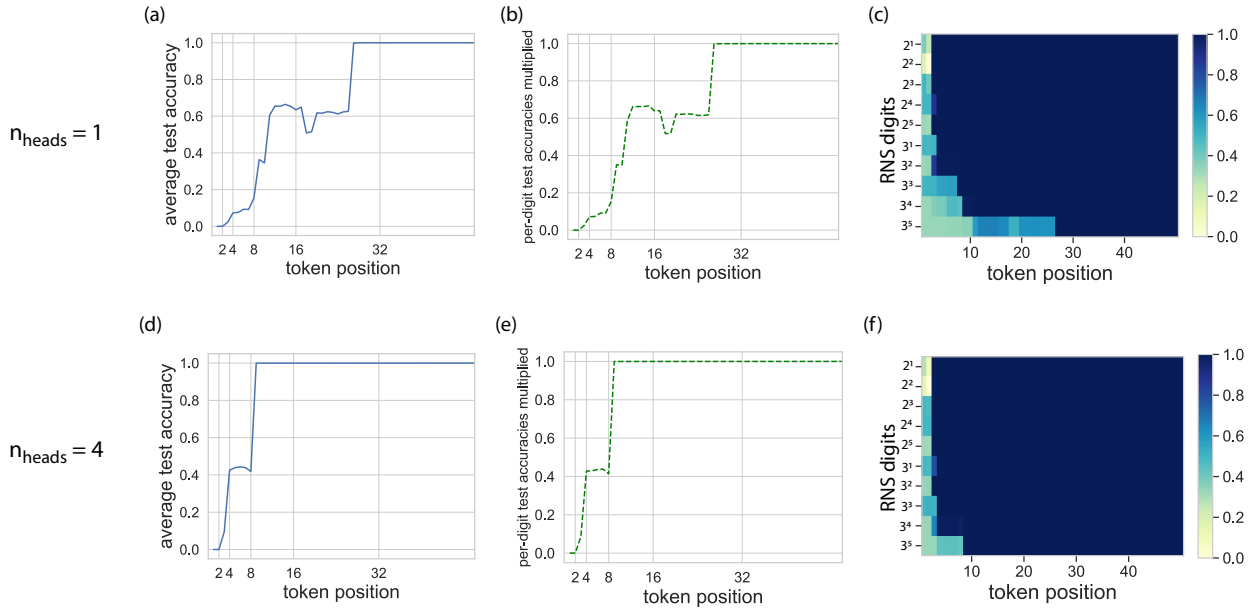 (a)
(b)
(c)
n_heads = 1
average test accuracy
1.0
0.8
0.6
0.4
0.2
0.0
2 4 8 16 32
token position
per-digit test accuracies multiplied
1.0
0.8
0.6
0.4
0.2
0.0
2 4 8 16 32
token position
RNS digits
2¹
2²
2³
2⁴
2⁵
3¹
3²
3³
3⁴
3⁵
10 20 30 40
token position
1.0
0.8
0.6
0.4
0.2
0.0
(d)
(e)
(f)
n_heads = 4
average test accuracy
1.0
0.8
0.6
0.4
0.2
0.0
2 4 8 16 32
token position
per-digit test accuracies multiplied
1.0
0.8
0.6
0.4
0.2
0.0
2 4 8 16 32
token position
RNS digits
2¹
2²
2³
2⁴
2⁵
3¹
3²
3³
3⁴
3⁵
10 20 30 40
token position
1.0
0.8
0.6
0.4
0.2
0.0